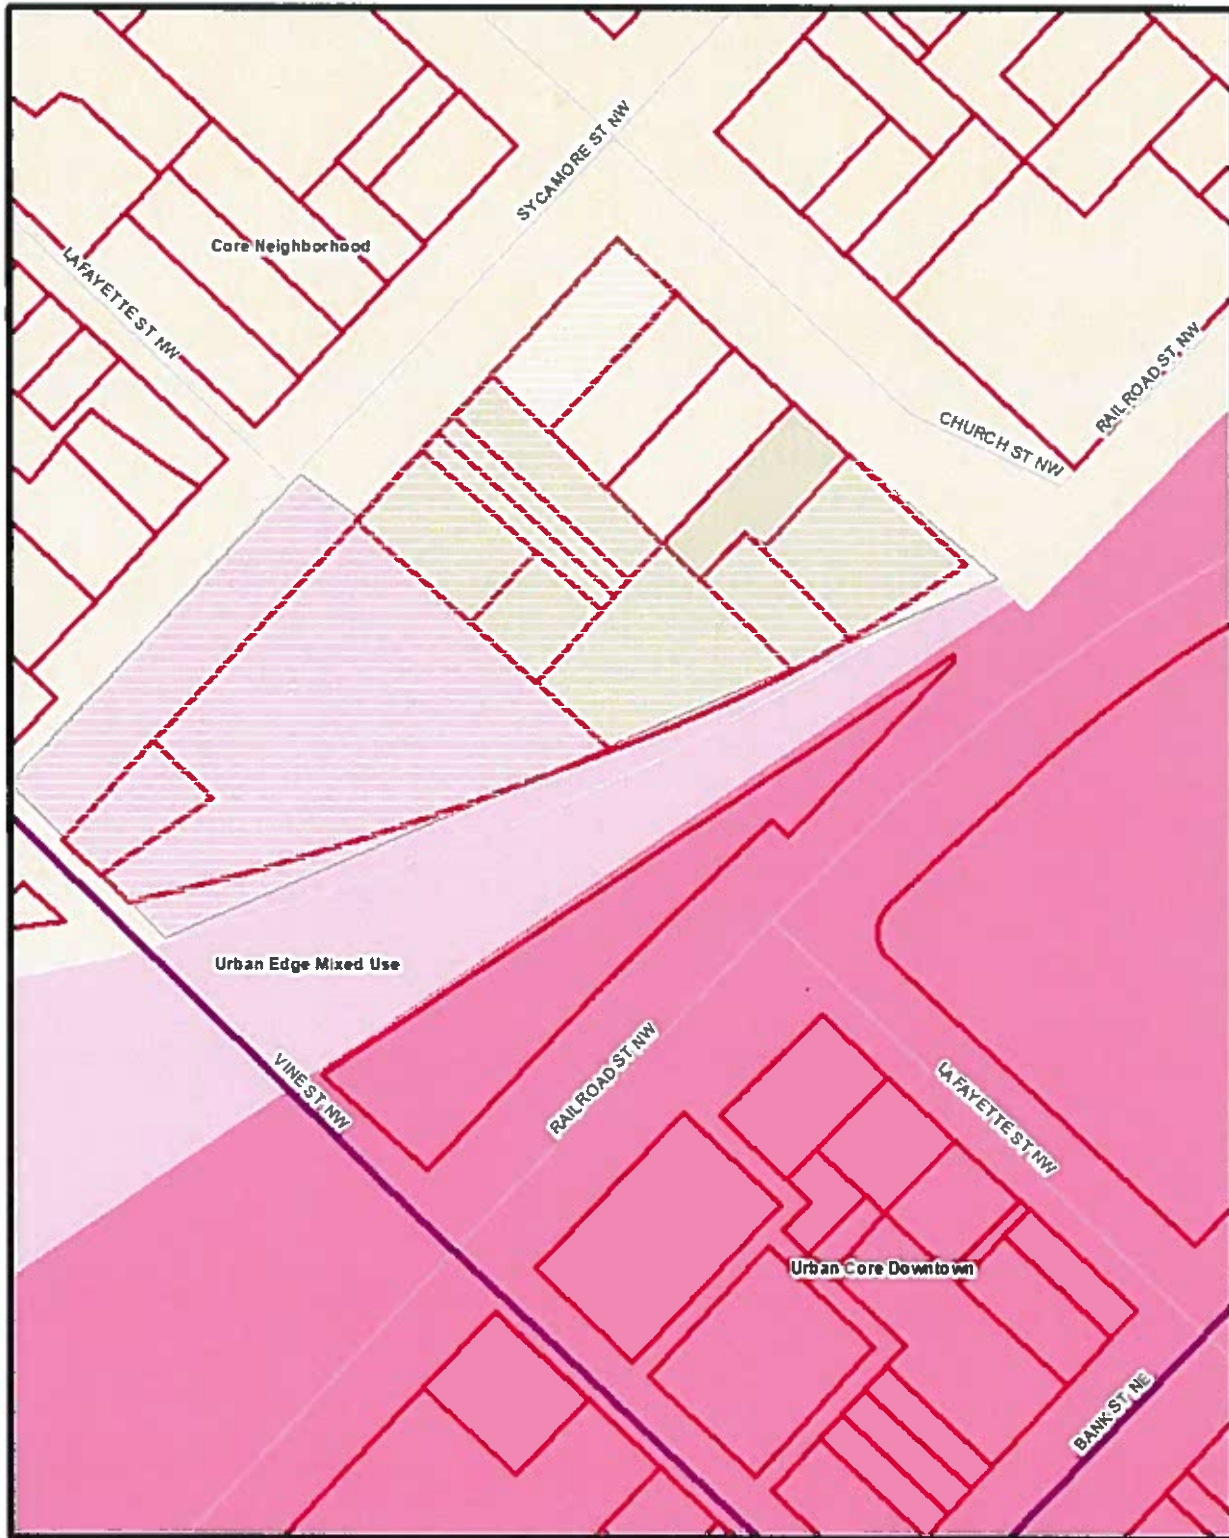 SYCAMORE ST NW
Core Neighborhood
LAFAYETTE ST NW
RAILROAD ST NW
CHURCH ST NW
Urban Edge Mixed Use
VINE ST NW
RAILROAD ST NW
LAFAYETTE ST NW
Urban Core Downtown
BANK ST NE